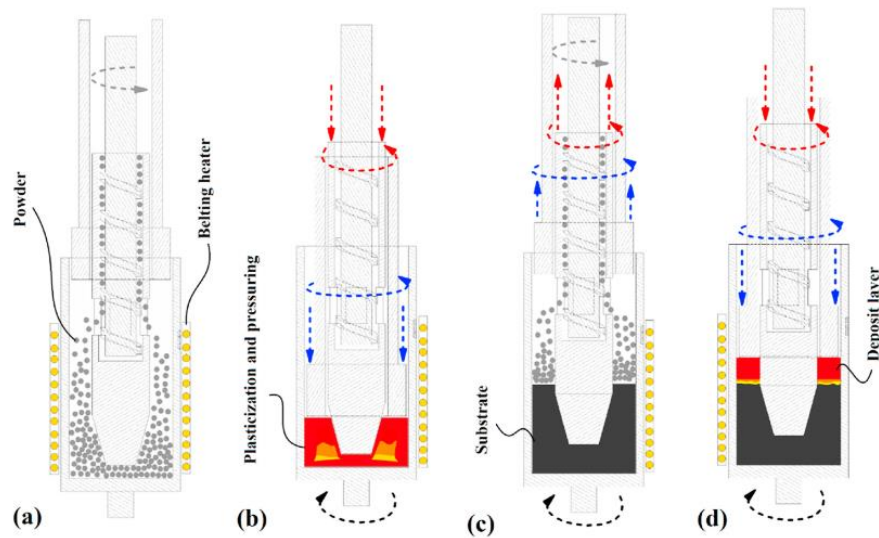 Powder
Belting heater
Plasticization and pressuring
Substrate
Deposit layer
(a)
(b)
(c)
(d)